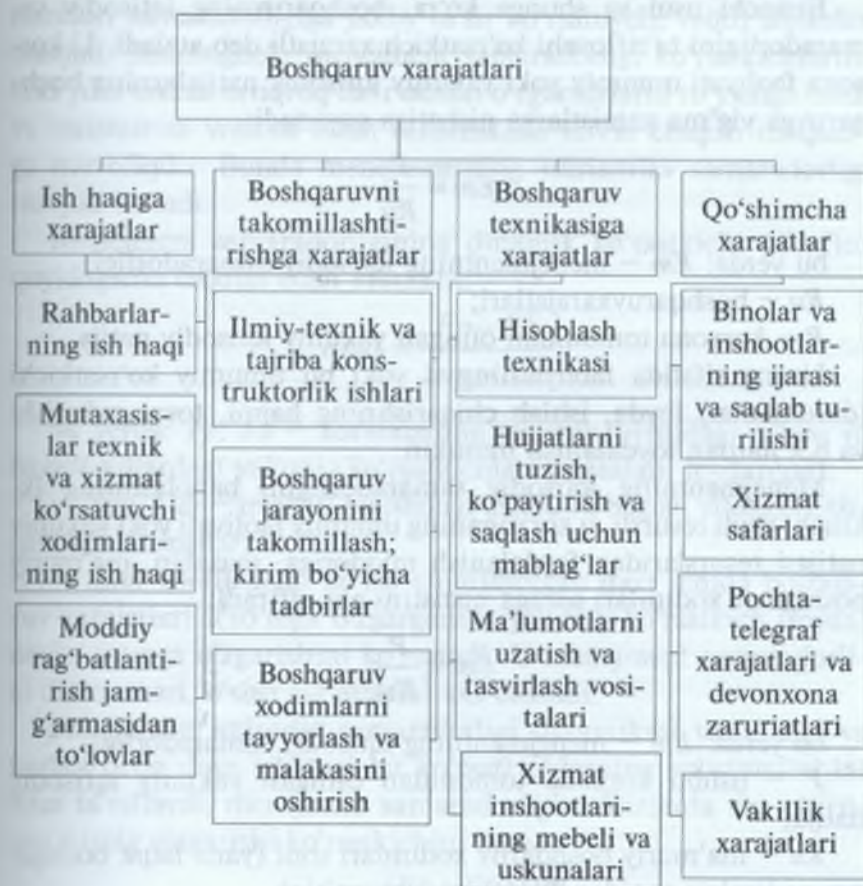 Boshqaruv xarajatlari
Ish haqiga
xarajatlar
Rahbarlar-
ning ish haqi
Mutaxasis-
lar texnik
va xizmat
ko‘rsatuvchi
xodimlari-
ning ish haqi
Moddiy
rag‘batlanti-
rish jam-
g‘armasidan
to‘lovlar
Boshqaruvni
takomillashti-
rishga xarajatlar
Ilmiy-texnik va
tajriba kons-
truktorlik ishlari
Boshqaruv
jarayonini
takomillash;
kirim bo‘yicha
tadbirlar
Boshqaruv
xodimlarni
tayyorlash va
malakasini
oshirish
Boshqaruv
texnikasiga
xarajatlar
Hisoblash
texnikasi
Hujjatlarni
tuzish,
ko‘paytirish va
saqlash uchun
mablag‘lar
Ma’lumotlarni
uzatish va
tasvirlash vosi-
talari
Xizmat
inshootlari-
ning mebeli va
uskunalari
Qo‘shimcha
xarajatlar
Binolar va
inshootlar-
ning ijarasi
va saqlab tu-
rilishi
Xizmat
safarlari
Pochta-
telegraf
xarajatlari va
devonxona
zaruriatlari
Vakillik
xarajatlari